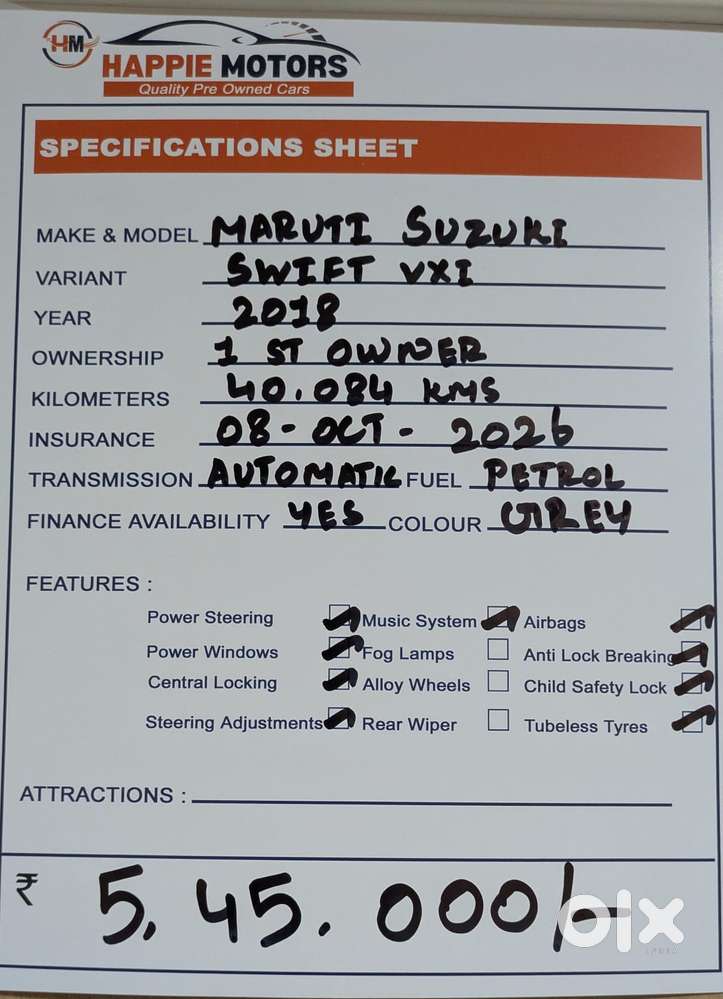 HM HAPPIE MOTORS
Quality Pre Owned Cars
SPECIFICATIONS SHEET
MAKE & MODEL MARUTI SUZUKI
VARIANT SWIFT VXI
YEAR 2018
OWNERSHIP 1 ST OWNER
KILOMETERS 40.084 KMS
INSURANCE 08-OCT-2026
TRANSMISSION AUTOMATIC FUEL PETROL
FINANCE AVAILABILITY YES COLOUR GREY
FEATURES :
Power Steering Music System Airbags
Power Windows Fog Lamps Anti Lock Breaking
Central Locking Alloy Wheels Child Safety Lock
Steering Adjustments Rear Wiper Tubeless Tyres
ATTRACTIONS :
₹ 5,45.000/-
olx